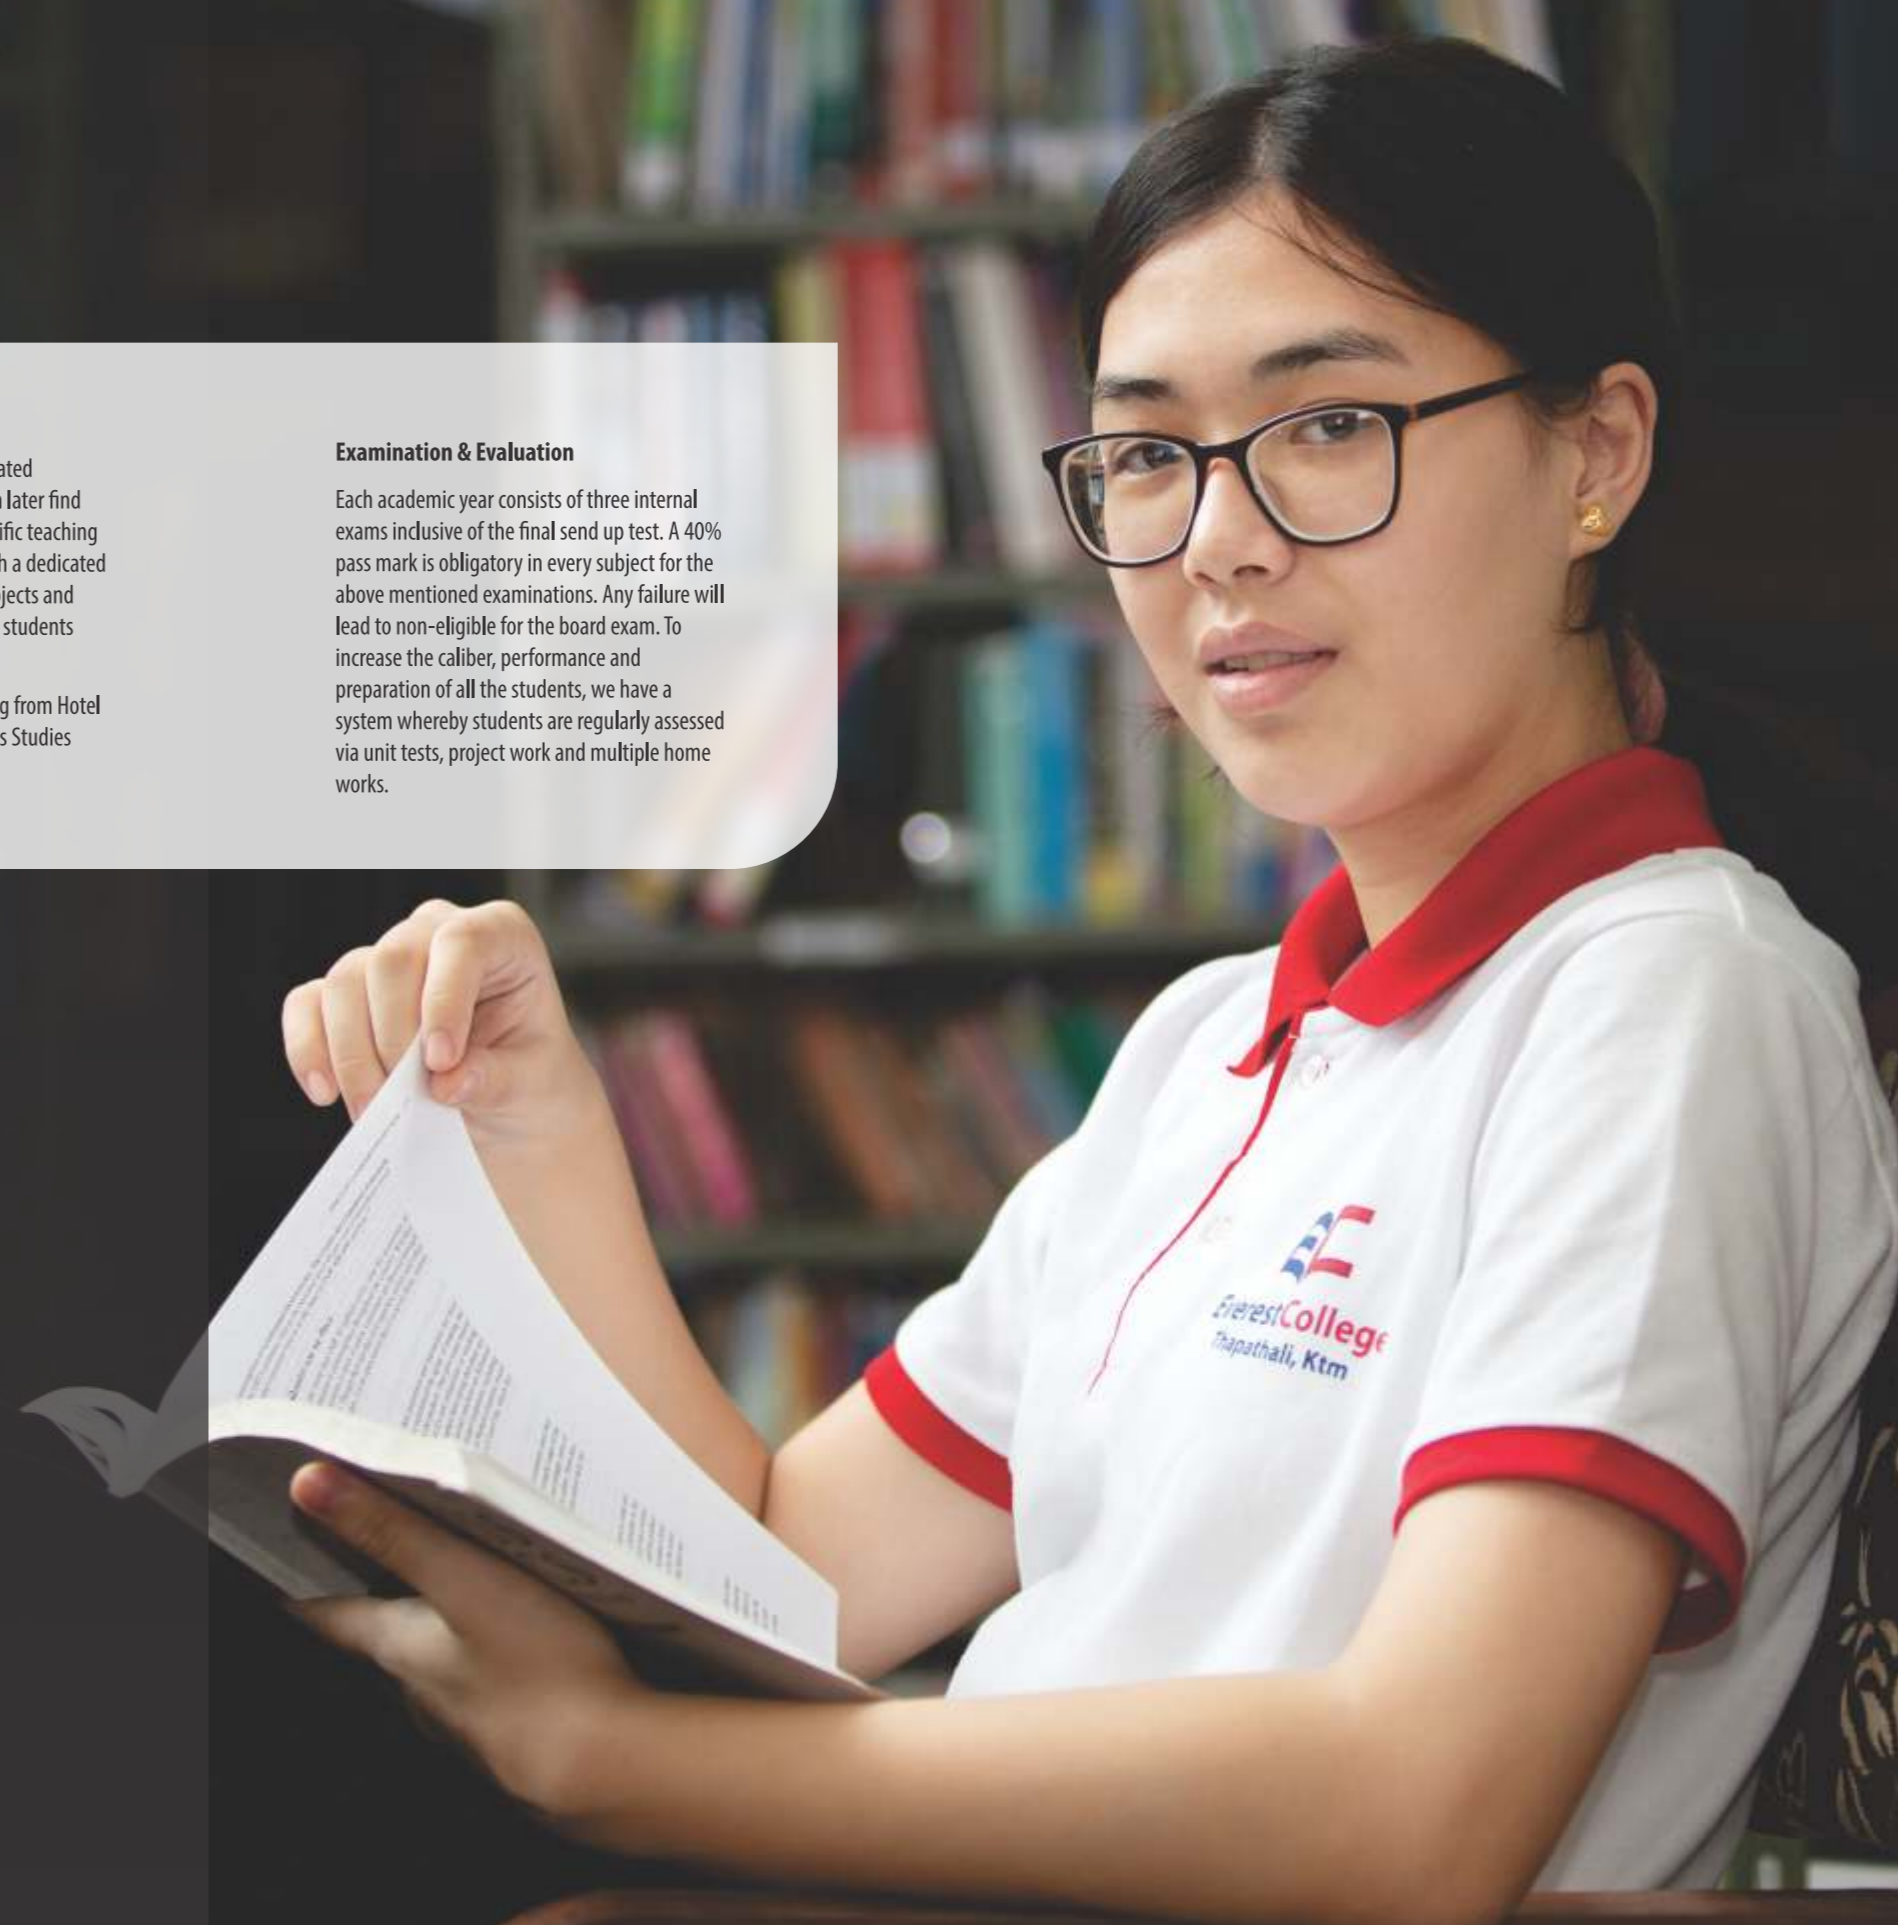 ated
later find
ific teaching
h a dedicated
jects and
students
g from Hotel
s Studies
Examination & Evaluation
Each academic year consists of three internal
exams inclusive of the final send up test. A 40%
pass mark is obligatory in every subject for the
above mentioned examinations. Any failure will
lead to non-eligible for the board exam. To
increase the caliber, performance and
preparation of all the students, we have a
system whereby students are regularly assessed
via unit tests, project work and multiple home
works.
EverestCollege
Thapathali, Ktm